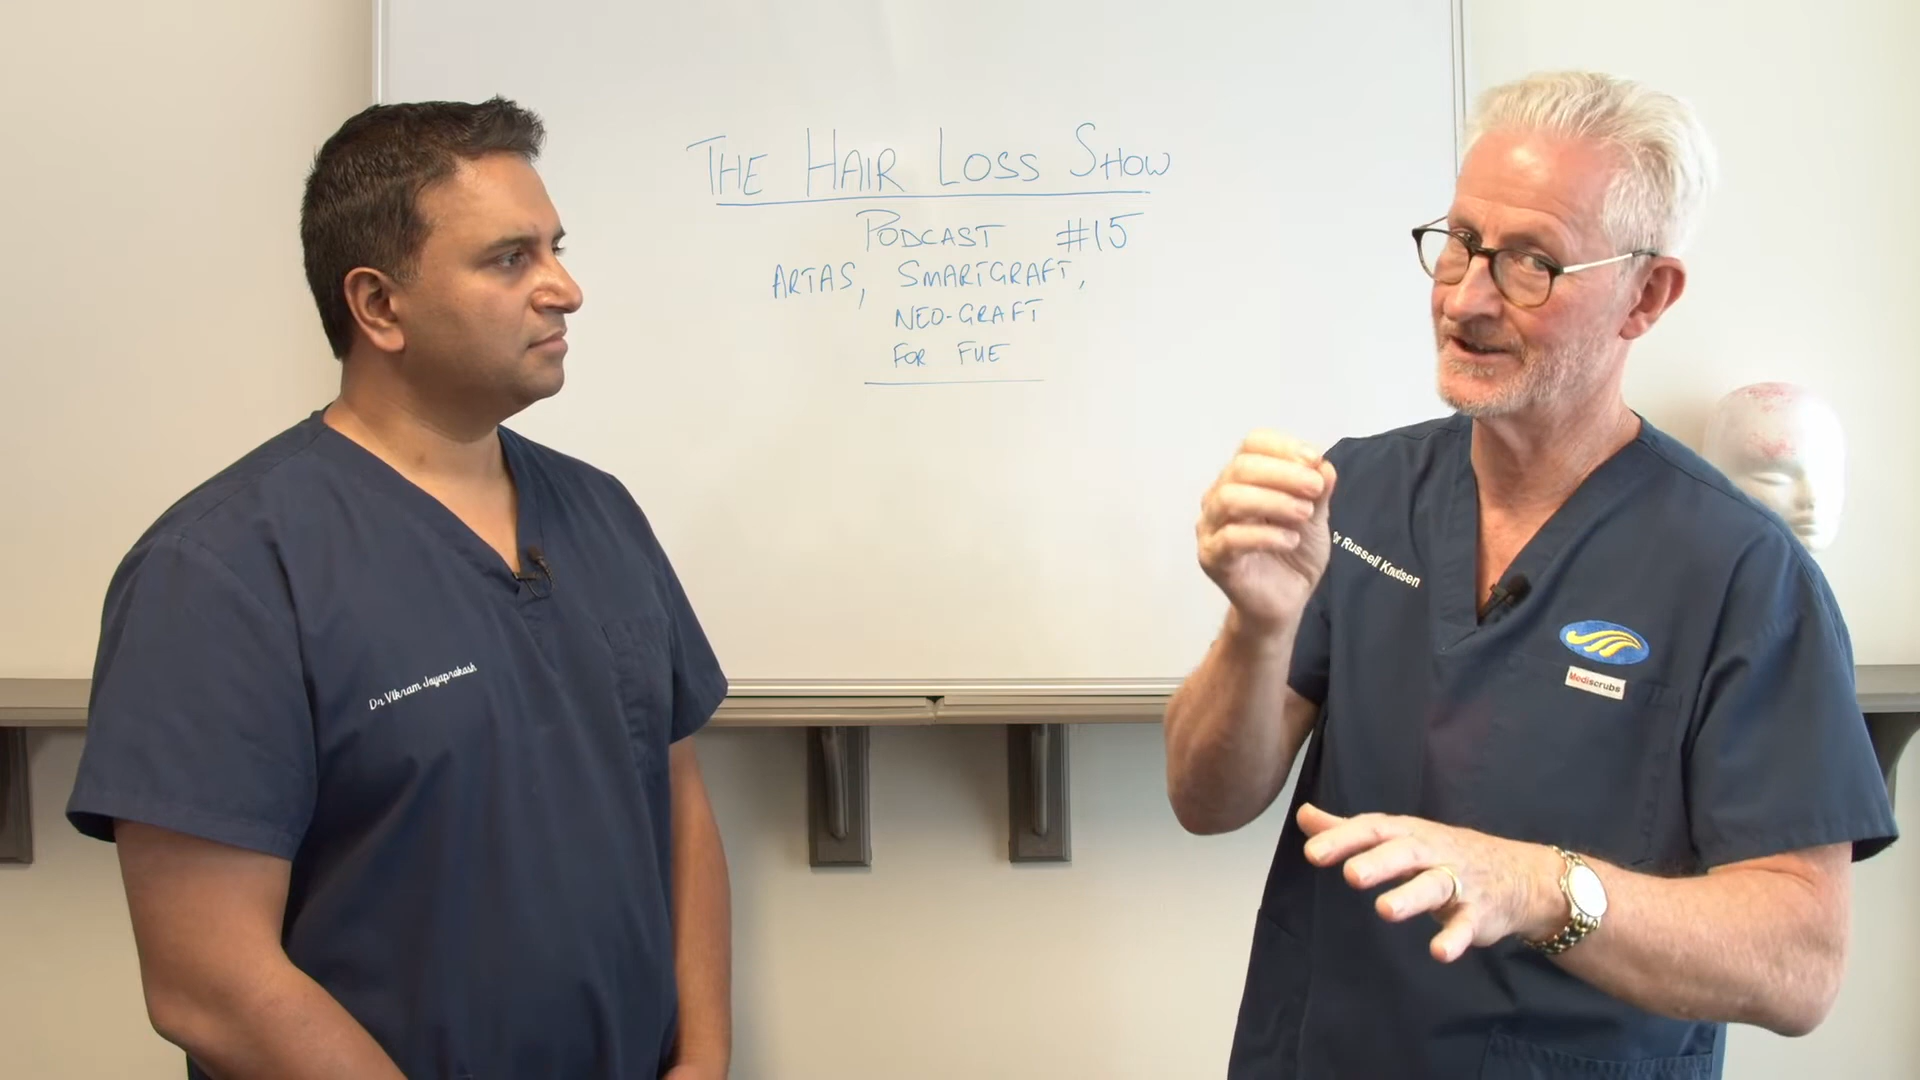 THE HAIR LOSS SHOW
PODCAST #15
ARTAS, SMARTGRAFT,
NEO-GRAFT
FOR FUE
Dr Russell Knudsen
Mediscrubs
Dr Vikram Jayaprakash